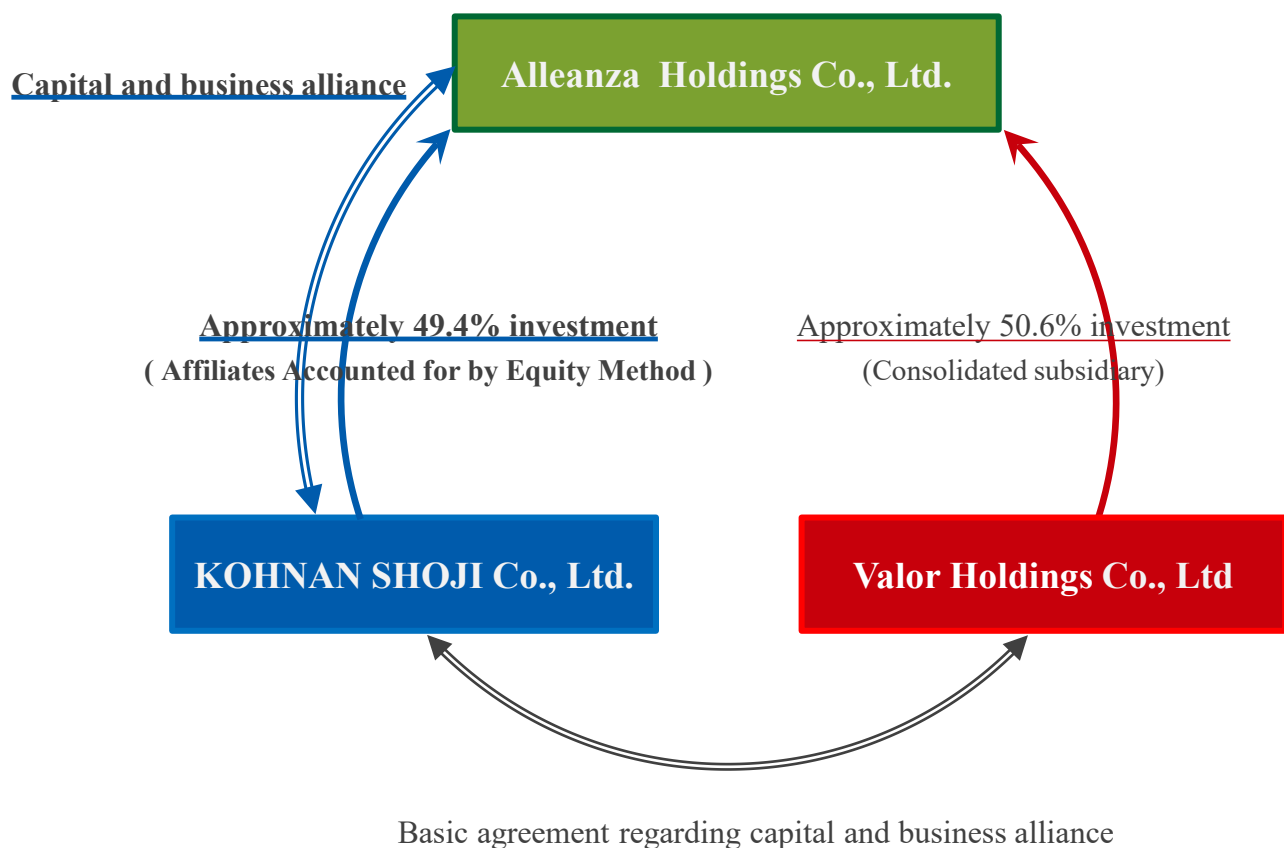 Alleanza Holdings Co., Ltd.
Capital and business alliance
Approximately 49.4% investment
( Affiliates Accounted for by Equity Method )
Approximately 50.6% investment
(Consolidated subsidiary)
KOHNAN SHOJI Co., Ltd.
Valor Holdings Co., Ltd
Basic agreement regarding capital and business alliance